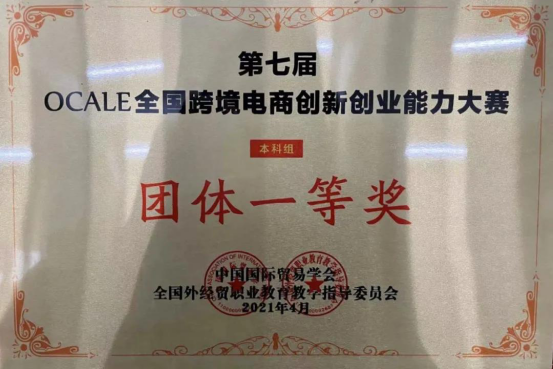 第七届
OCALE全国跨境电商创新创业能力大赛
本科组
团体一等奖
中国国际贸易学会
全国外经贸职业教育教学指导委员会
2021年4月